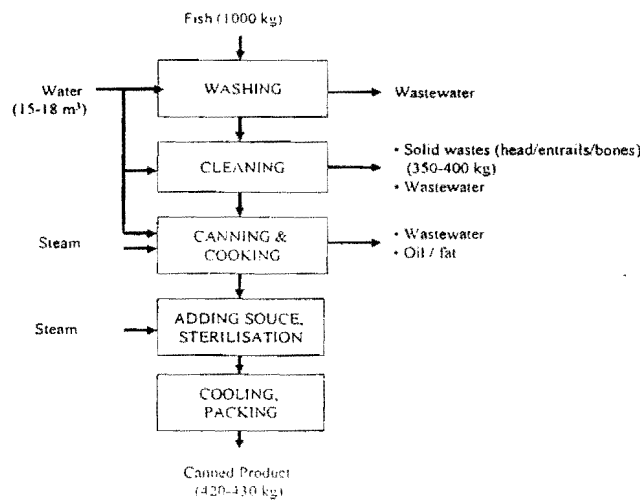 Fish (1000 kg)
Water
(15-18 m³)
WASHING
Wastewater
CLEANING
• Solid wastes (head/entrails/bones)
(350-400 kg)
• Wastewater
Steam
CANNING &
COOKING
• Wastewater
• Oil / fat
Steam
ADDING SOUCE,
STERILISATION
COOLING,
PACKING
Canned Product
(420-430 kg)